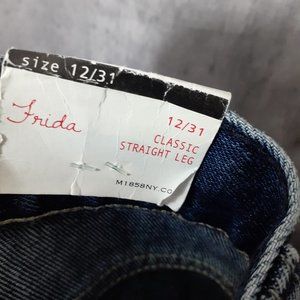 size 12/31
Frida
12/31
CLASSIC
STRAIGHT LEG
M1858NY.CO